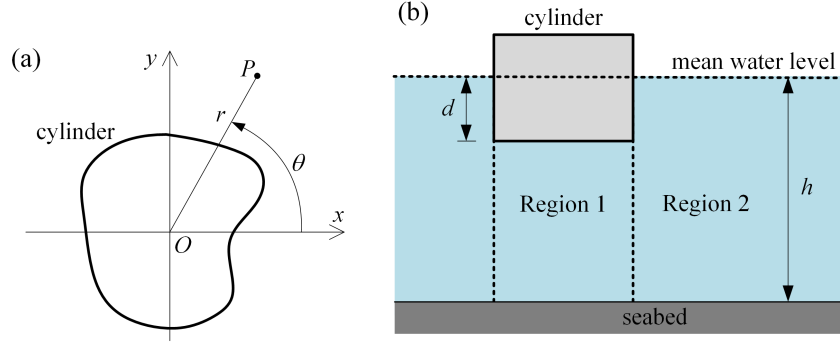 (a)
y
P
r
cylinder
θ
x
O
(b)
cylinder
mean water level
d
h
Region 1
Region 2
seabed